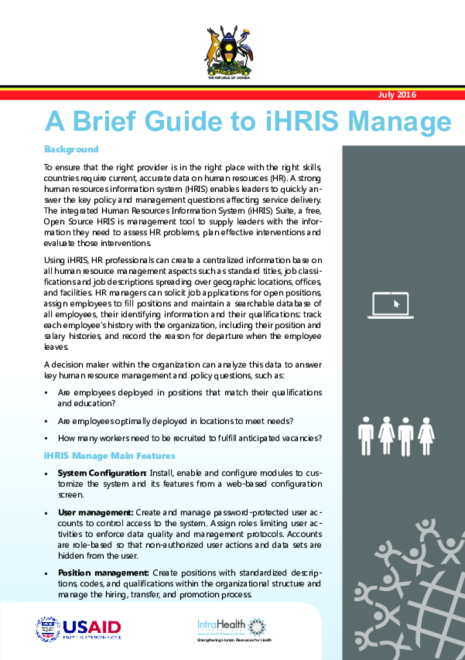 THE REPUBLIC OF UGANDA
July 2016
A Brief Guide to iHRIS Manage
Background
To ensure that the right provider is in the right place with the right skills,
countries require current, accurate data on human resources (HR). A strong
human resources information system (HRIS) enables leaders to quickly an-
swer the key policy and management questions affecting service delivery.
The integrated Human Resources Information System (iHRIS) Suite, a free,
Open Source HRIS is management tool to supply leaders with the infor-
mation they need to assess HR problems, plan effective interventions and
evaluate those interventions.
Using iHRIS, HR professionals can create a centralized information base on
all human resource management aspects such as standard titles, job classi-
fications and job descriptions spreading over geographic locations, offices,
and facilities. HR managers can solicit job applications for open positions,
assign employees to fill positions and maintain a searchable database of
all employees, their identifying information and their qualifications; track
each employee's history with the organization, including their position and
salary histories, and record the reason for departure when the employee
leaves.
A decision maker within the organization can analyze this data to answer
key human resource management and policy questions, such as:
• Are employees deployed in positions that match their qualifications
and education?
• Are employees optimally deployed in locations to meet needs?
• How many workers need to be recruited to fulfill anticipated vacancies?
iHRIS Manage Main Features
• System Configuration: Install, enable and configure modules to cus-
tomize the system and its features from a web-based configuration
screen.
• User management: Create and manage password-protected user ac-
counts to control access to the system. Assign roles limiting user ac-
tivities to enforce data quality and management protocols. Accounts
are role-based so that non-authorized user actions and data sets are
hidden from the user.
• Position management: Create positions with standardized descrip-
tions, codes, and qualifications within the organizational structure and
manage the hiring, transfer, and promotion process.
USAID
FROM THE AMERICAN PEOPLE
IntraHealth
Strengthening Human Resources for Health